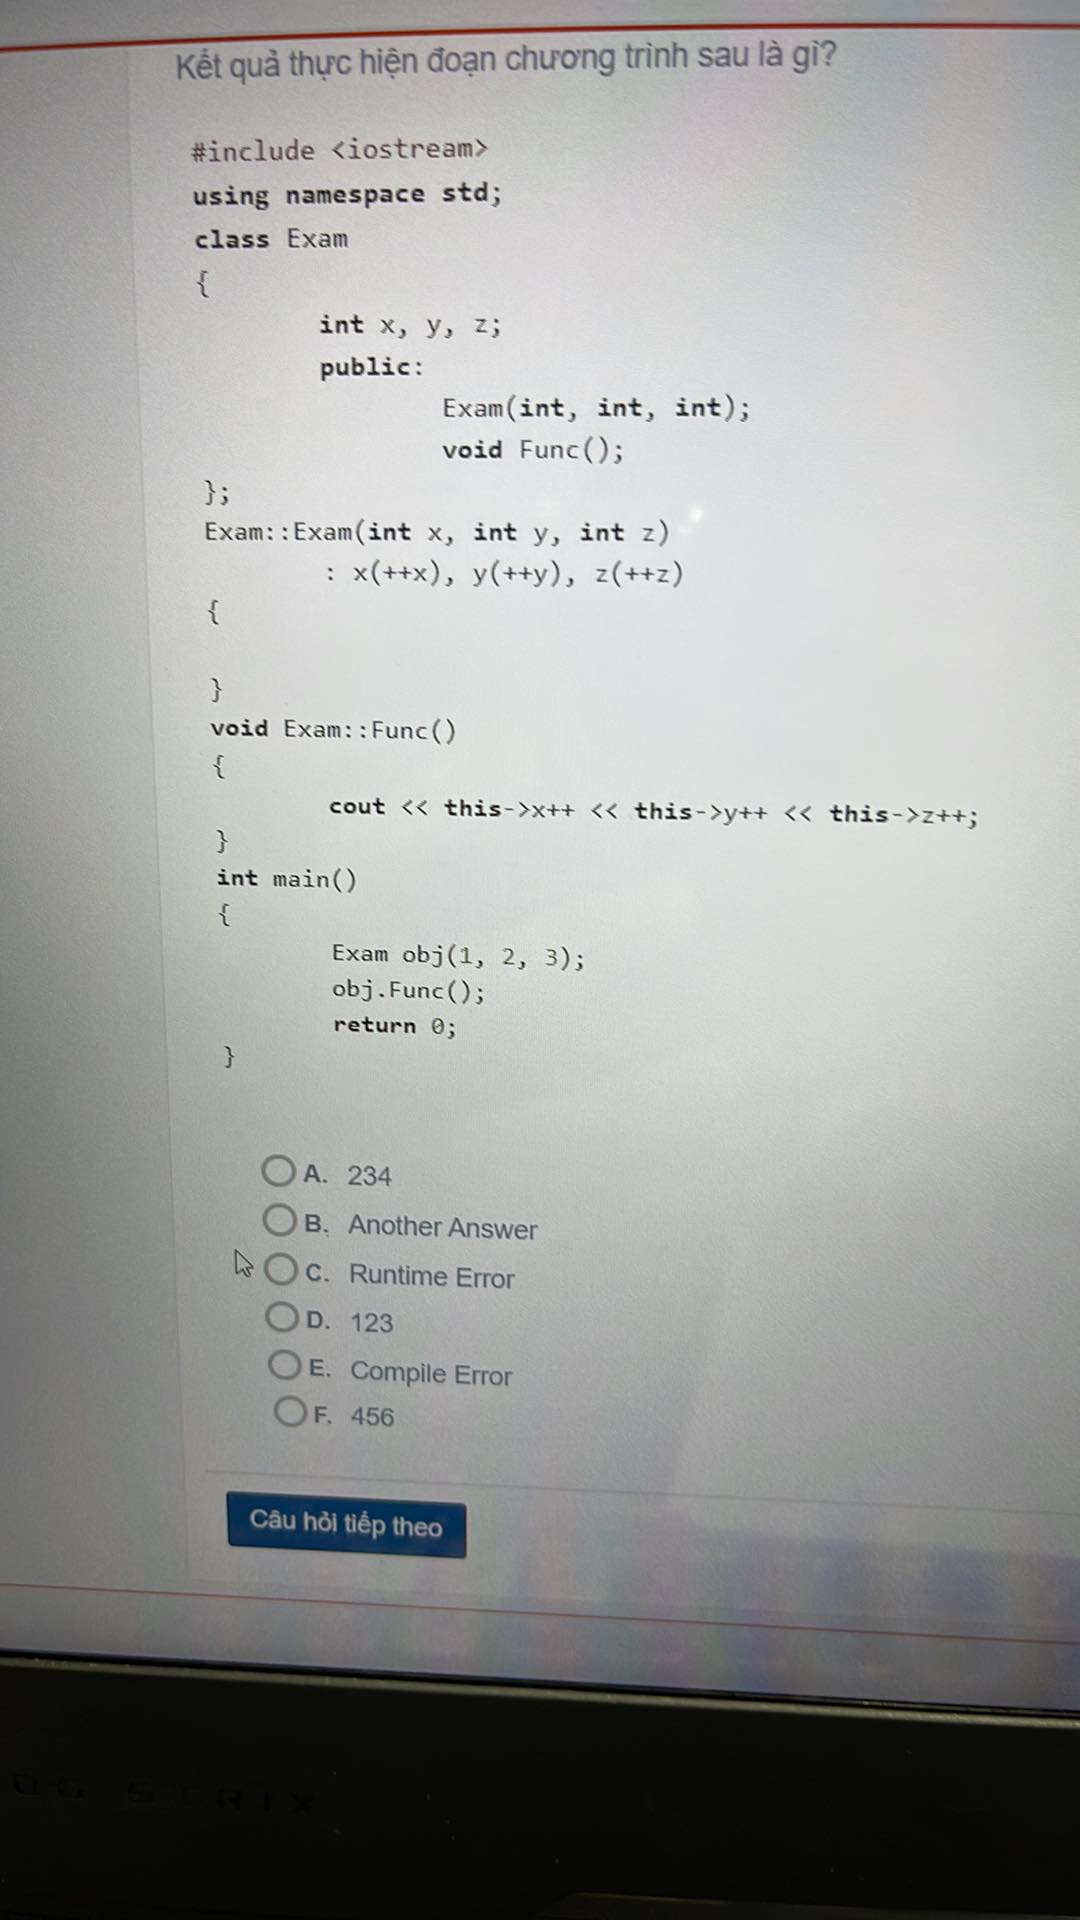 Kết quả thực hiện đoạn chương trình sau là gì?
#include <iostream>
using namespace std;
class Exam
{
int x, y, z;
public:
Exam(int, int, int);
void Func();
};
Exam::Exam(int x, int y, int z)
: x(++x), y(++y), z(++z)
{
}
void Exam::Func()
{
cout << this->x++ << this->y++ << this->z++;
}
int main()
{
Exam obj(1, 2, 3);
obj.Func();
return 0;
}
A. 234
B. Another Answer
C. Runtime Error
D. 123
E. Compile Error
F. 456
Câu hỏi tiếp theo
STRIX